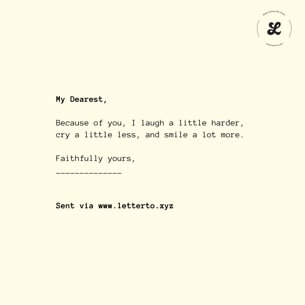 L
My Dearest,
Because of you, I laugh a little harder,
cry a little less, and smile a lot more.
Faithfully yours,
______________
Sent via www.letterto.xyz